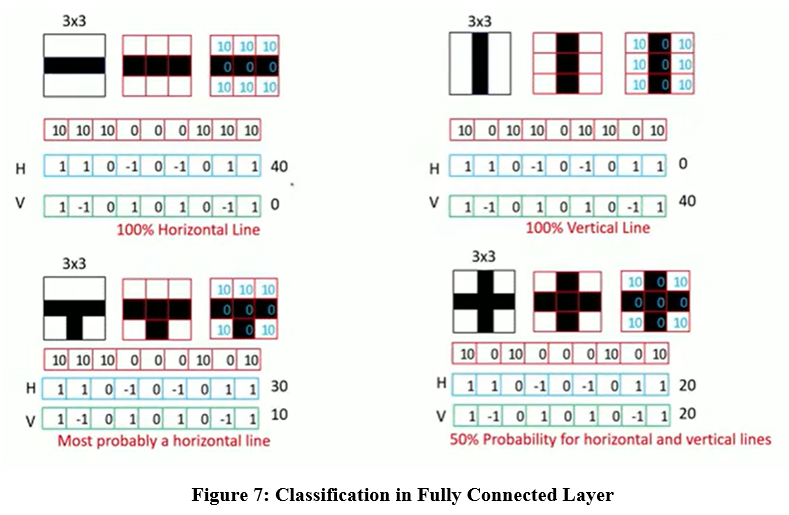 3x3
10 10 10
0 0 0
10 10 10
10 10 10 0 0 0 10 10 10
H 1 1 0 -1 0 -1 0 1 1 40
V 1 -1 0 1 0 1 0 -1 1 0
100% Horizontal Line
3x3
10 0 10
10 0 10
10 0 10
10 0 10 10 0 10 10 0 10
H 1 1 0 -1 0 -1 0 1 1 0
V 1 -1 0 1 0 1 0 -1 1 40
100% Vertical Line
3x3
10 10 10
0 0 0
10 0 10
10 10 10 0 0 0 10 0 10
H 1 1 0 -1 0 -1 0 1 1 30
V 1 -1 0 1 0 1 0 -1 1 10
Most probably a horizontal line
3x3
10 0 10
0 0 0
10 0 10
10 0 10 0 0 0 10 0 10
H 1 1 0 -1 0 -1 0 1 1 20
V 1 -1 0 1 0 1 0 -1 1 20
50% Probability for horizontal and vertical lines
Figure 7: Classification in Fully Connected Layer